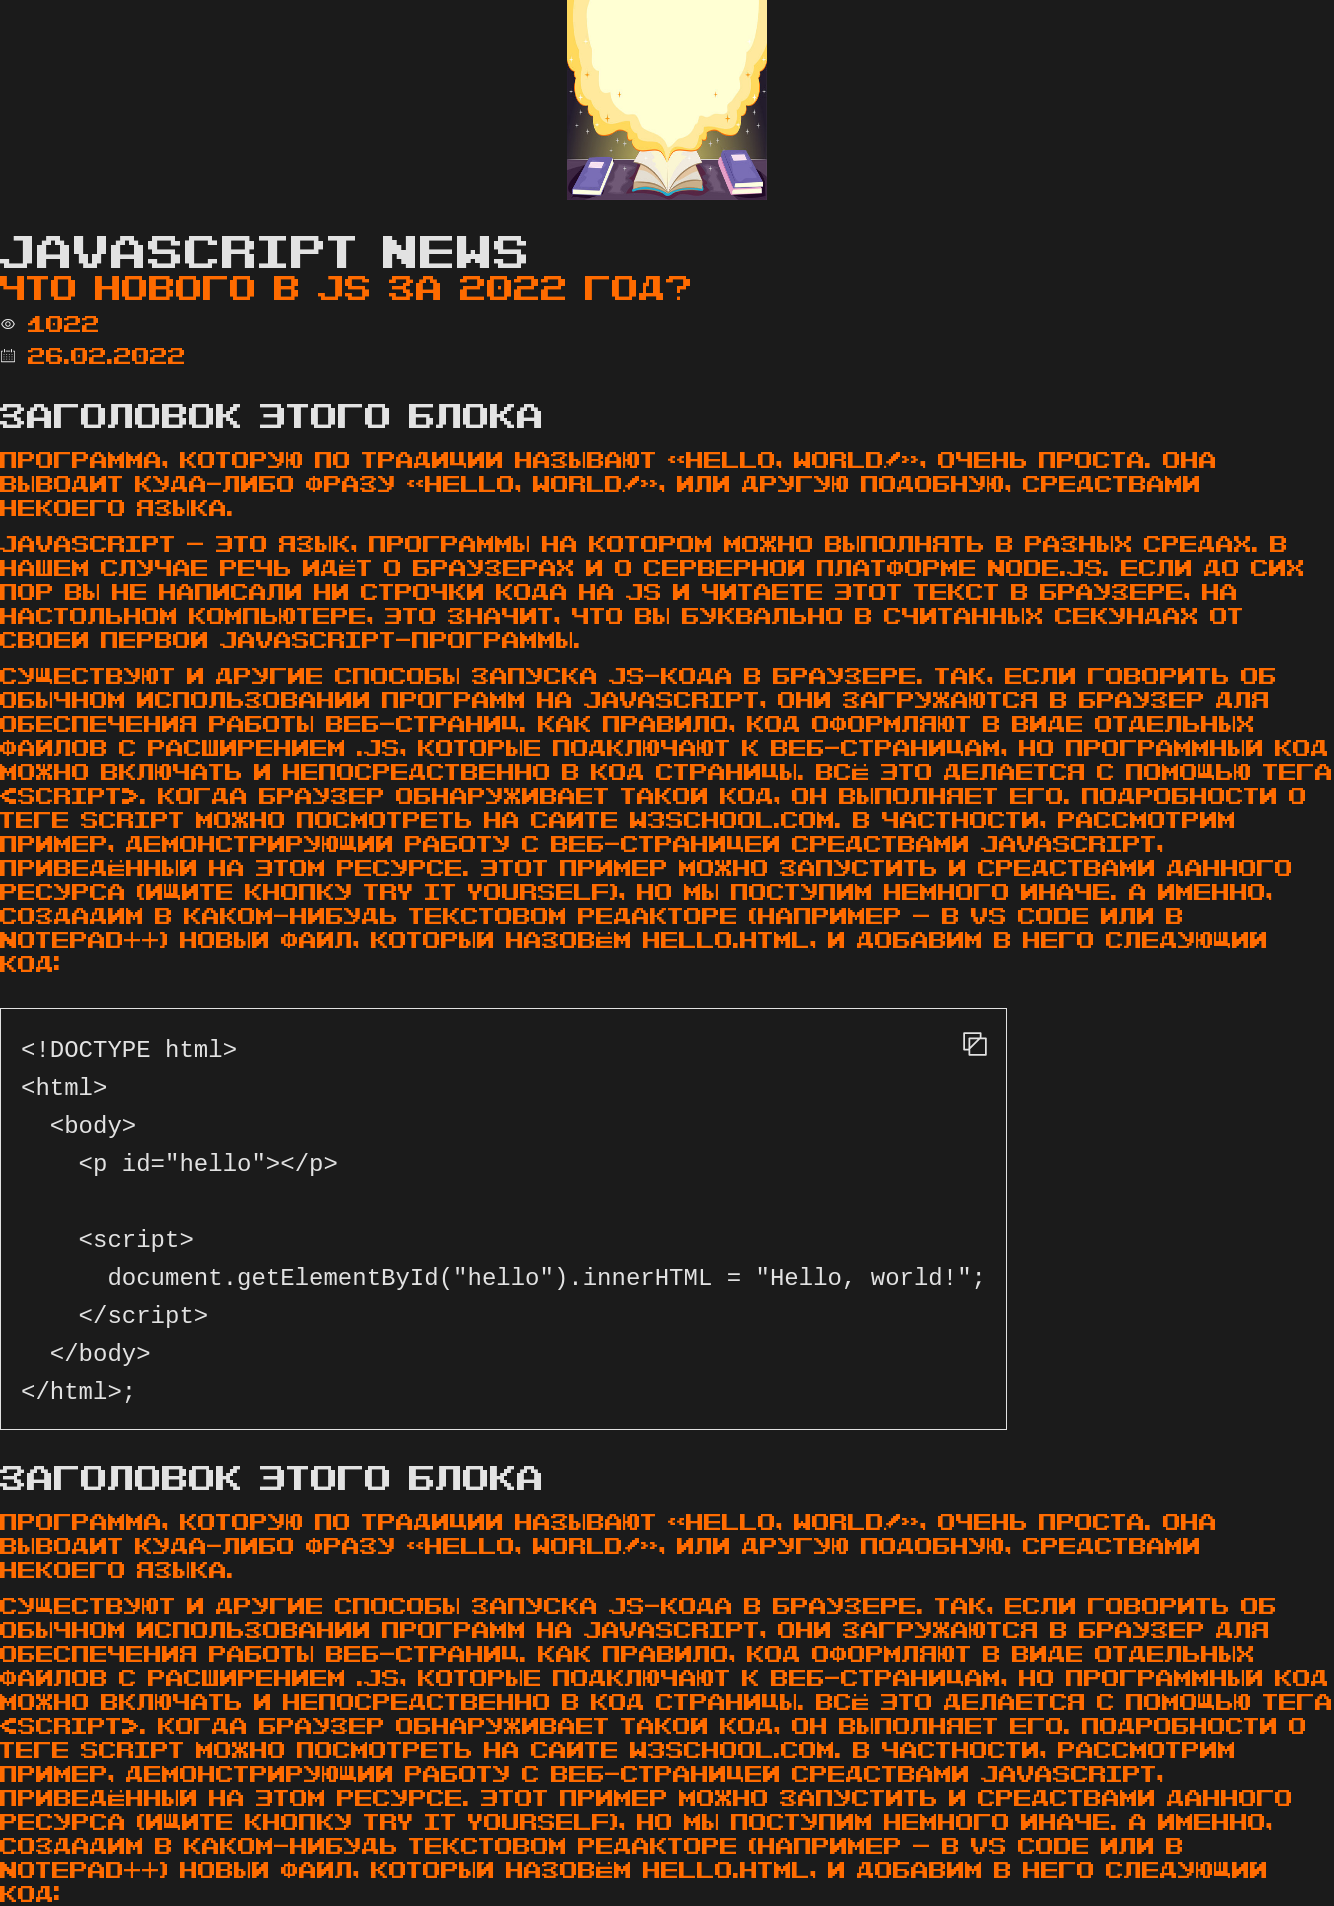 JAVASCRIPT NEWS
ЧТО НОВОГО В JS ЗА 2022 ГОД?
1022
26.02.2022
ЗАГОЛОВОК ЭТОГО БЛОКА
ПРОГРАММА, КОТОРУЮ ПО ТРАДИЦИИ НАЗЫВАЮТ «HELLO, WORLD!», ОЧЕНЬ ПРОСТА. ОНА
ВЫВОДИТ КУДА-ЛИБО ФРАЗУ «HELLO, WORLD!», ИЛИ ДРУГУЮ ПОДОБНУЮ, СРЕДСТВАМИ
НЕКОЕГО ЯЗЫКА.
JAVASCRIPT — ЭТО ЯЗЫК, ПРОГРАММЫ НА КОТОРОМ МОЖНО ВЫПОЛНЯТЬ В РАЗНЫХ СРЕДАХ. В
НАШЕМ СЛУЧАЕ РЕЧЬ ИДЁТ О БРАУЗЕРАХ И О СЕРВЕРНОЙ ПЛАТФОРМЕ NODE.JS. ЕСЛИ ДО СИХ
ПОР ВЫ НЕ НАПИСАЛИ НИ СТРОЧКИ КОДА НА JS И ЧИТАЕТЕ ЭТОТ ТЕКСТ В БРАУЗЕРЕ, НА
НАСТОЛЬНОМ КОМПЬЮТЕРЕ, ЭТО ЗНАЧИТ, ЧТО ВЫ БУКВАЛЬНО В СЧИТАННЫХ СЕКУНДАХ ОТ
СВОЕЙ ПЕРВОЙ JAVASCRIPT-ПРОГРАММЫ.
СУЩЕСТВУЮТ И ДРУГИЕ СПОСОБЫ ЗАПУСКА JS-КОДА В БРАУЗЕРЕ. ТАК, ЕСЛИ ГОВОРИТЬ ОБ
ОБЫЧНОМ ИСПОЛЬЗОВАНИИ ПРОГРАММ НА JAVASCRIPT, ОНИ ЗАГРУЖАЮТСЯ В БРАУЗЕР ДЛЯ
ОБЕСПЕЧЕНИЯ РАБОТЫ ВЕБ-СТРАНИЦ. КАК ПРАВИЛО, КОД ОФОРМЛЯЮТ В ВИДЕ ОТДЕЛЬНЫХ
ФАЙЛОВ С РАСШИРЕНИЕМ .JS, КОТОРЫЕ ПОДКЛЮЧАЮТ К ВЕБ-СТРАНИЦАМ, НО ПРОГРАММНЫЙ КОД
МОЖНО ВКЛЮЧАТЬ И НЕПОСРЕДСТВЕННО В КОД СТРАНИЦЫ. ВСЁ ЭТО ДЕЛАЕТСЯ С ПОМОЩЬЮ ТЕГА
<SCRIPT>. КОГДА БРАУЗЕР ОБНАРУЖИВАЕТ ТАКОЙ КОД, ОН ВЫПОЛНЯЕТ ЕГО. ПОДРОБНОСТИ О
ТЕГЕ SCRIPT МОЖНО ПОСМОТРЕТЬ НА САЙТЕ W3SCHOOL.COM. В ЧАСТНОСТИ, РАССМОТРИМ
ПРИМЕР, ДЕМОНСТРИРУЮЩИЙ РАБОТУ С ВЕБ-СТРАНИЦЕЙ СРЕДСТВАМИ JAVASCRIPT,
ПРИВЕДЁННЫЙ НА ЭТОМ РЕСУРСЕ. ЭТОТ ПРИМЕР МОЖНО ЗАПУСТИТЬ И СРЕДСТВАМИ ДАННОГО
РЕСУРСА (ИЩИТЕ КНОПКУ TRY IT YOURSELF), НО МЫ ПОСТУПИМ НЕМНОГО ИНАЧЕ. А ИМЕННО,
СОЗДАДИМ В КАКОМ-НИБУДЬ ТЕКСТОВОМ РЕДАКТОРЕ (НАПРИМЕР — В VS CODE ИЛИ В
NOTEPAD++) НОВЫЙ ФАЙЛ, КОТОРЫЙ НАЗОВЁМ HELLO.HTML, И ДОБАВИМ В НЕГО СЛЕДУЮЩИЙ
КОД:
<!DOCTYPE html>
<html>
  <body>
    <p id="hello"></p>
    <script>
      document.getElementById("hello").innerHTML = "Hello, world!";
    </script>
  </body>
</html>;
ЗАГОЛОВОК ЭТОГО БЛОКА
ПРОГРАММА, КОТОРУЮ ПО ТРАДИЦИИ НАЗЫВАЮТ «HELLO, WORLD!», ОЧЕНЬ ПРОСТА. ОНА
ВЫВОДИТ КУДА-ЛИБО ФРАЗУ «HELLO, WORLD!», ИЛИ ДРУГУЮ ПОДОБНУЮ, СРЕДСТВАМИ
НЕКОЕГО ЯЗЫКА.
СУЩЕСТВУЮТ И ДРУГИЕ СПОСОБЫ ЗАПУСКА JS-КОДА В БРАУЗЕРЕ. ТАК, ЕСЛИ ГОВОРИТЬ ОБ
ОБЫЧНОМ ИСПОЛЬЗОВАНИИ ПРОГРАММ НА JAVASCRIPT, ОНИ ЗАГРУЖАЮТСЯ В БРАУЗЕР ДЛЯ
ОБЕСПЕЧЕНИЯ РАБОТЫ ВЕБ-СТРАНИЦ. КАК ПРАВИЛО, КОД ОФОРМЛЯЮТ В ВИДЕ ОТДЕЛЬНЫХ
ФАЙЛОВ С РАСШИРЕНИЕМ .JS, КОТОРЫЕ ПОДКЛЮЧАЮТ К ВЕБ-СТРАНИЦАМ, НО ПРОГРАММНЫЙ КОД
МОЖНО ВКЛЮЧАТЬ И НЕПОСРЕДСТВЕННО В КОД СТРАНИЦЫ. ВСЁ ЭТО ДЕЛАЕТСЯ С ПОМОЩЬЮ ТЕГА
<SCRIPT>. КОГДА БРАУЗЕР ОБНАРУЖИВАЕТ ТАКОЙ КОД, ОН ВЫПОЛНЯЕТ ЕГО. ПОДРОБНОСТИ О
ТЕГЕ SCRIPT МОЖНО ПОСМОТРЕТЬ НА САЙТЕ W3SCHOOL.COM. В ЧАСТНОСТИ, РАССМОТРИМ
ПРИМЕР, ДЕМОНСТРИРУЮЩИЙ РАБОТУ С ВЕБ-СТРАНИЦЕЙ СРЕДСТВАМИ JAVASCRIPT,
ПРИВЕДЁННЫЙ НА ЭТОМ РЕСУРСЕ. ЭТОТ ПРИМЕР МОЖНО ЗАПУСТИТЬ И СРЕДСТВАМИ ДАННОГО
РЕСУРСА (ИЩИТЕ КНОПКУ TRY IT YOURSELF), НО МЫ ПОСТУПИМ НЕМНОГО ИНАЧЕ. А ИМЕННО,
СОЗДАДИМ В КАКОМ-НИБУДЬ ТЕКСТОВОМ РЕДАКТОРЕ (НАПРИМЕР — В VS CODE ИЛИ В
NOTEPAD++) НОВЫЙ ФАЙЛ, КОТОРЫЙ НАЗОВЁМ HELLO.HTML, И ДОБАВИМ В НЕГО СЛЕДУЮЩИЙ
КОД: